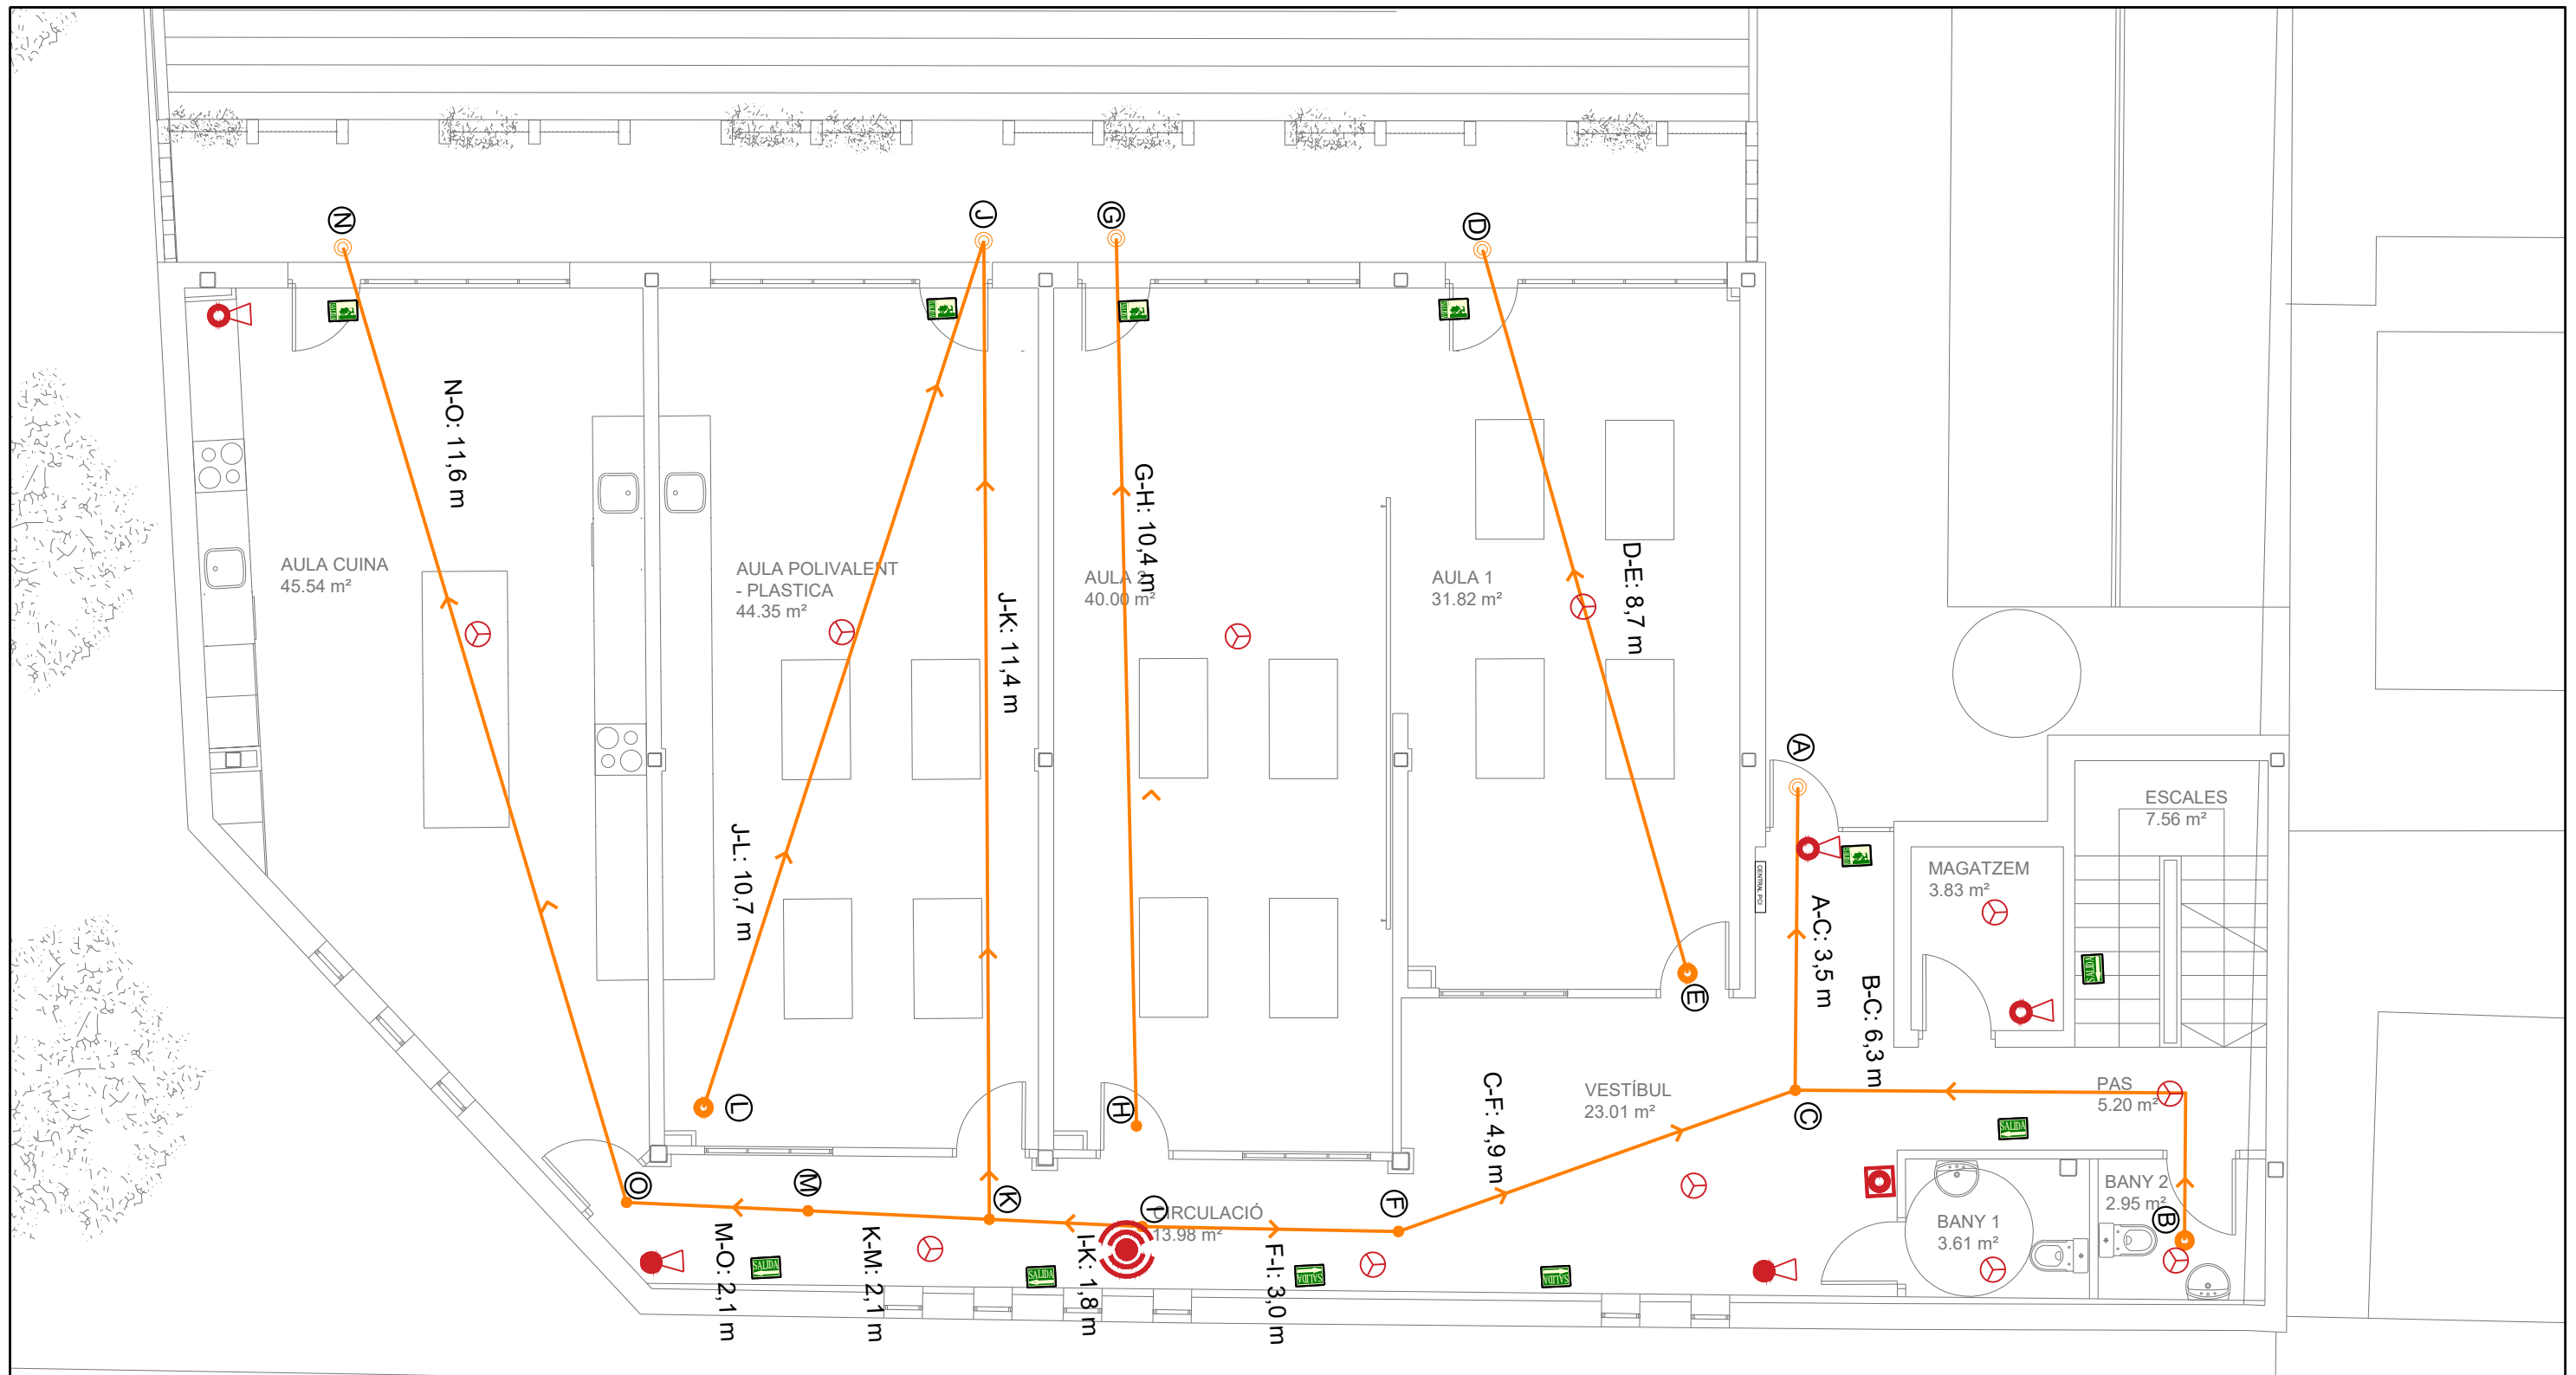 N
J
G
D
N-O: 11,6 m
G-H: 10,4 m
D-E: 8,7 m
J-K: 11,4 m
AULA CUINA
45.54 m²
AULA POLIVALENT
- PLASTICA
44.35 m²
AULA 2
40.00 m²
AULA 1
31.82 m²
A
ESCALES
7.56 m²
J-L: 10,7 m
CENTRAL PCI
MAGATZEM
3.83 m²
A-C: 3,5 m
B-C: 6,3 m
SALIDA
E
L
H
C-F: 4,9 m
VESTÍBUL
23.01 m²
C
PAS
5.20 m²
SALIDA
O
M
K
I
F
CIRCULACIÓ
13.98 m²
BANY 1
3.61 m²
BANY 2
2.95 m²
B
M-O: 2,1 m
SALIDA
K-M: 2,1 m
SALIDA
I-K: 1,8 m
F-I: 3,0 m
SALIDA
SALIDA